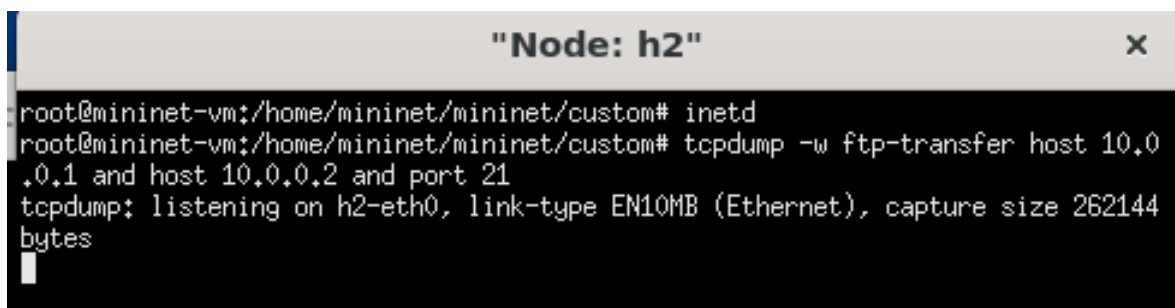 "Node: h2"
root@mininet-vm:/home/mininet/mininet/custom# inetd
root@mininet-vm:/home/mininet/mininet/custom# tcpdump -w ftp-transfer host 10.0
.0.1 and host 10.0.0.2 and port 21
tcpdump: listening on h2-eth0, link-type EN10MB (Ethernet), capture size 262144
bytes